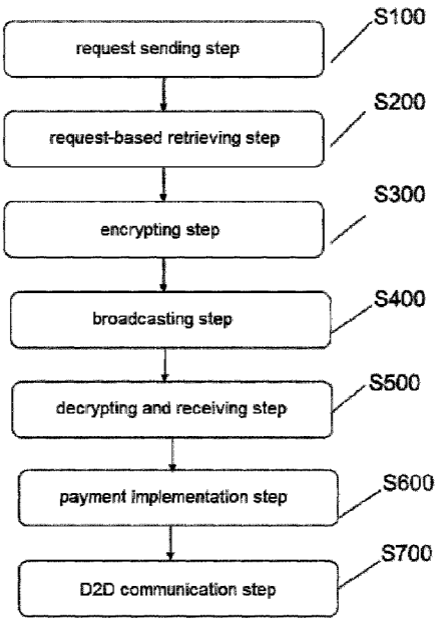 S100
request sending step
S200
request-based retrieving step
S300
encrypting step
S400
broadcasting step
S500
decrypting and receiving step
S600
payment implementation step
S700
D2D communication step